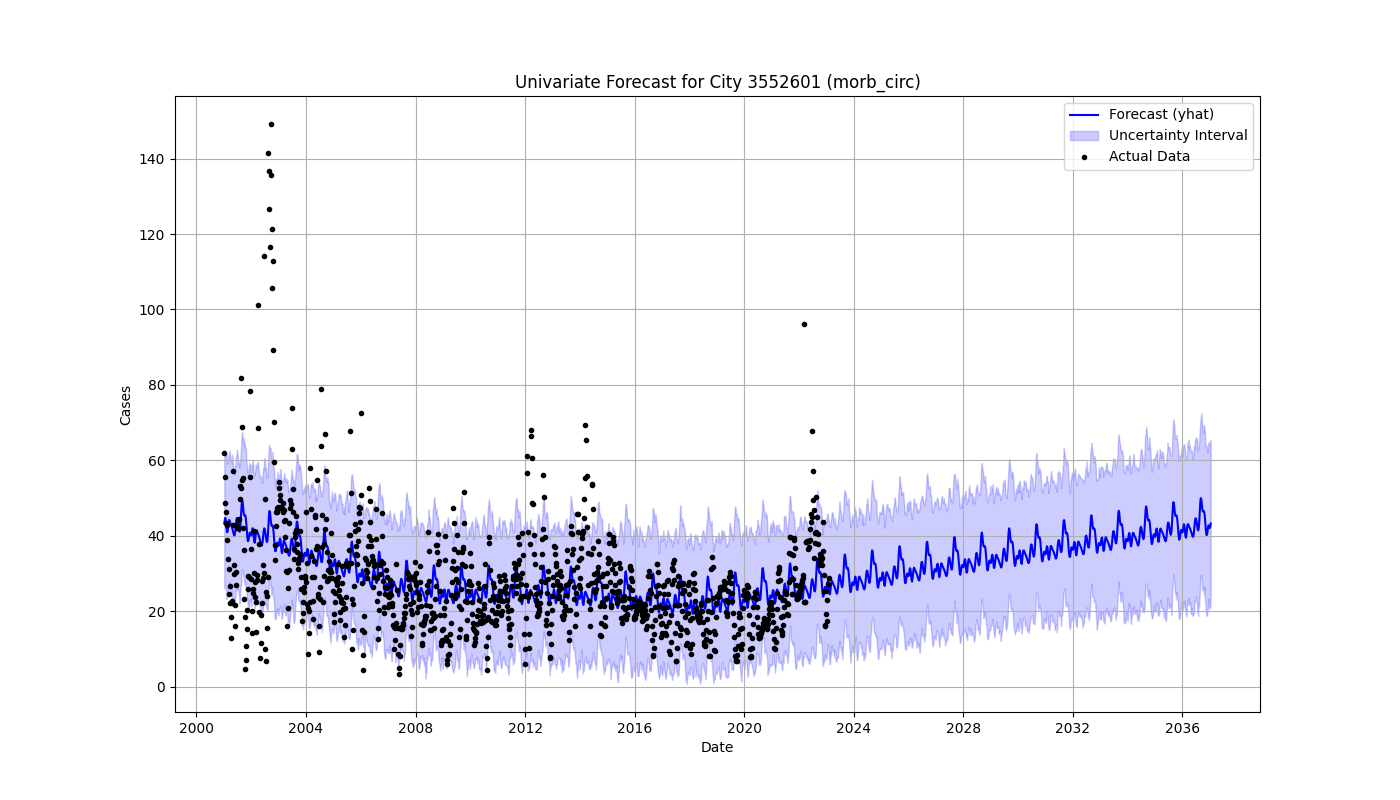 Univariate Forecast for City 3552601 (morb_circ)
Forecast (yhat)
Uncertainty Interval
Actual Data
140
120
100
80
60
40
20
0
Cases
2000 2004 2008 2012 2016 2020 2024 2028 2032 2036
Date